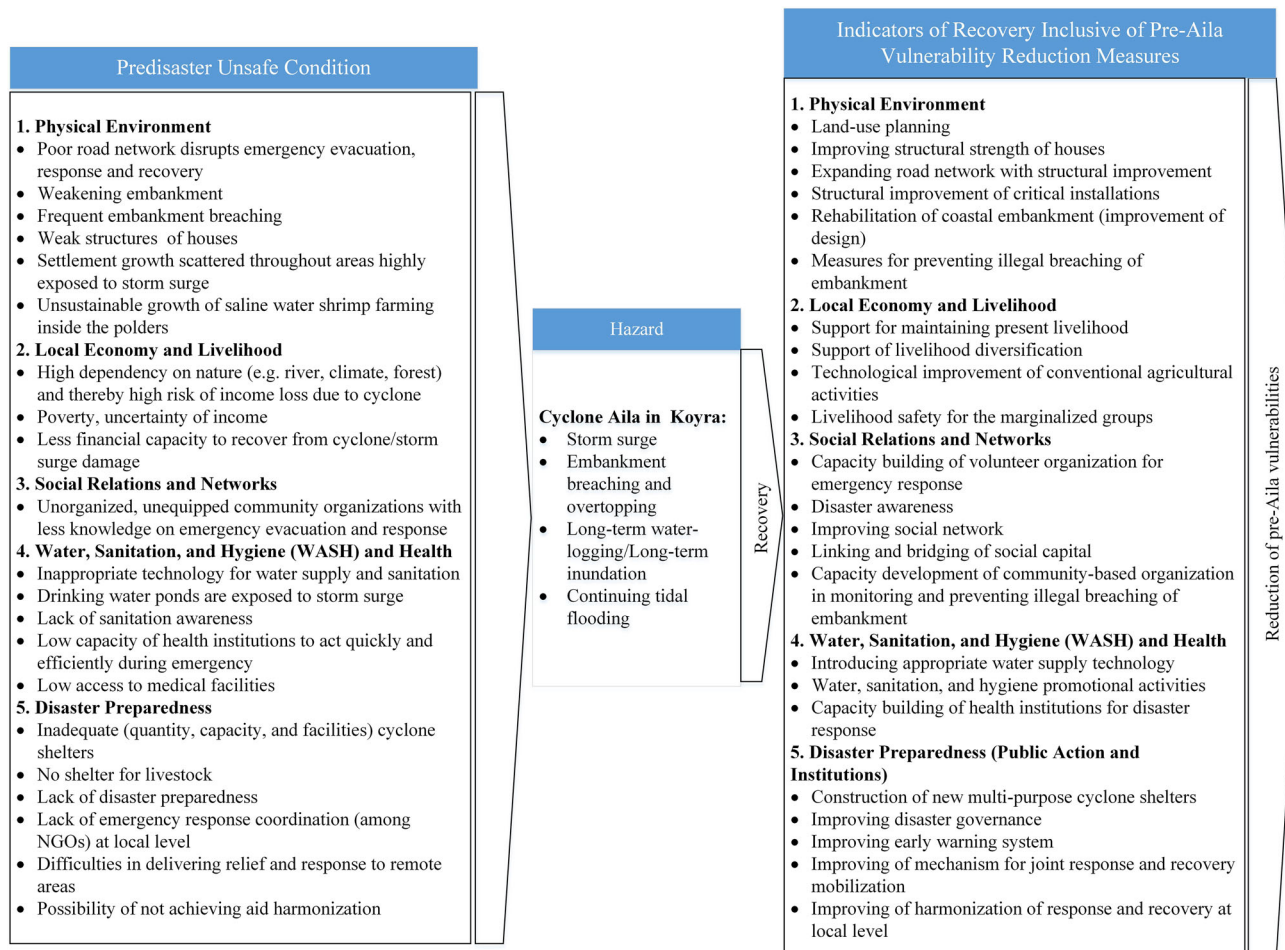 Predisaster Unsafe Condition
1. Physical Environment
• Poor road network disrupts emergency evacuation,
response and recovery
• Weakening embankment
• Frequent embankment breaching
• Weak structures of houses
• Settlement growth scattered throughout areas highly
exposed to storm surge
• Unsustainable growth of saline water shrimp farming
inside the polders
2. Local Economy and Livelihood
• High dependency on nature (e.g. river, climate, forest)
and thereby high risk of income loss due to cyclone
• Poverty, uncertainty of income
• Less financial capacity to recover from cyclone/storm
surge damage
3. Social Relations and Networks
• Unorganized, unequipped community organizations with
less knowledge on emergency evacuation and response
4. Water, Sanitation, and Hygiene (WASH) and Health
• Inappropriate technology for water supply and sanitation
• Drinking water ponds are exposed to storm surge
• Lack of sanitation awareness
• Low capacity of health institutions to act quickly and
efficiently during emergency
• Low access to medical facilities
5. Disaster Preparedness
• Inadequate (quantity, capacity, and facilities) cyclone
shelters
• No shelter for livestock
• Lack of disaster preparedness
• Lack of emergency response coordination (among
NGOs) at local level
• Difficulties in delivering relief and response to remote
areas
• Possibility of not achieving aid harmonization
Hazard
Cyclone Aila in Koyra:
• Storm surge
• Embankment
breaching and
overtopping
• Long-term water-
logging/Long-term
inundation
• Continuing tidal
flooding
Recovery
Indicators of Recovery Inclusive of Pre-Aila
Vulnerability Reduction Measures
1. Physical Environment
• Land-use planning
• Improving structural strength of houses
• Expanding road network with structural improvement
• Structural improvement of critical installations
• Rehabilitation of coastal embankment (improvement of
design)
• Measures for preventing illegal breaching of
embankment
2. Local Economy and Livelihood
• Support for maintaining present livelihood
• Support of livelihood diversification
• Technological improvement of conventional agricultural
activities
• Livelihood safety for the marginalized groups
3. Social Relations and Networks
• Capacity building of volunteer organization for
emergency response
• Disaster awareness
• Improving social network
• Linking and bridging of social capital
• Capacity development of community-based organization
in monitoring and preventing illegal breaching of
embankment
4. Water, Sanitation, and Hygiene (WASH) and Health
• Introducing appropriate water supply technology
• Water, sanitation, and hygiene promotional activities
• Capacity building of health institutions for disaster
response
5. Disaster Preparedness (Public Action and
Institutions)
• Construction of new multi-purpose cyclone shelters
• Improving disaster governance
• Improving early warning system
• Improving of mechanism for joint response and recovery
mobilization
• Improving of harmonization of response and recovery at
local level
Reduction of pre-Aila vulnerabilities